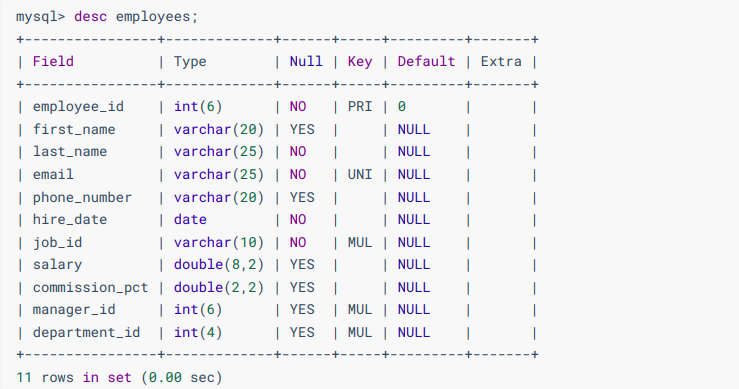 mysql> desc employees;
+----------------+-------------+------+-----+---------+-------+
| Field          | Type        | Null | Key | Default | Extra |
+----------------+-------------+------+-----+---------+-------+
| employee_id    | int(6)      | NO   | PRI | 0       |       |
| first_name     | varchar(20) | YES  |     | NULL    |       |
| last_name      | varchar(25) | NO   |     | NULL    |       |
| email          | varchar(25) | NO   | UNI | NULL    |       |
| phone_number   | varchar(20) | YES  |     | NULL    |       |
| hire_date      | date        | NO   |     | NULL    |       |
| job_id         | varchar(10) | NO   | MUL | NULL    |       |
| salary         | double(8,2) | YES  |     | NULL    |       |
| commission_pct | double(2,2) | YES  |     | NULL    |       |
| manager_id     | int(6)      | YES  | MUL | NULL    |       |
| department_id  | int(4)      | YES  | MUL | NULL    |       |
+----------------+-------------+------+-----+---------+-------+
11 rows in set (0.00 sec)